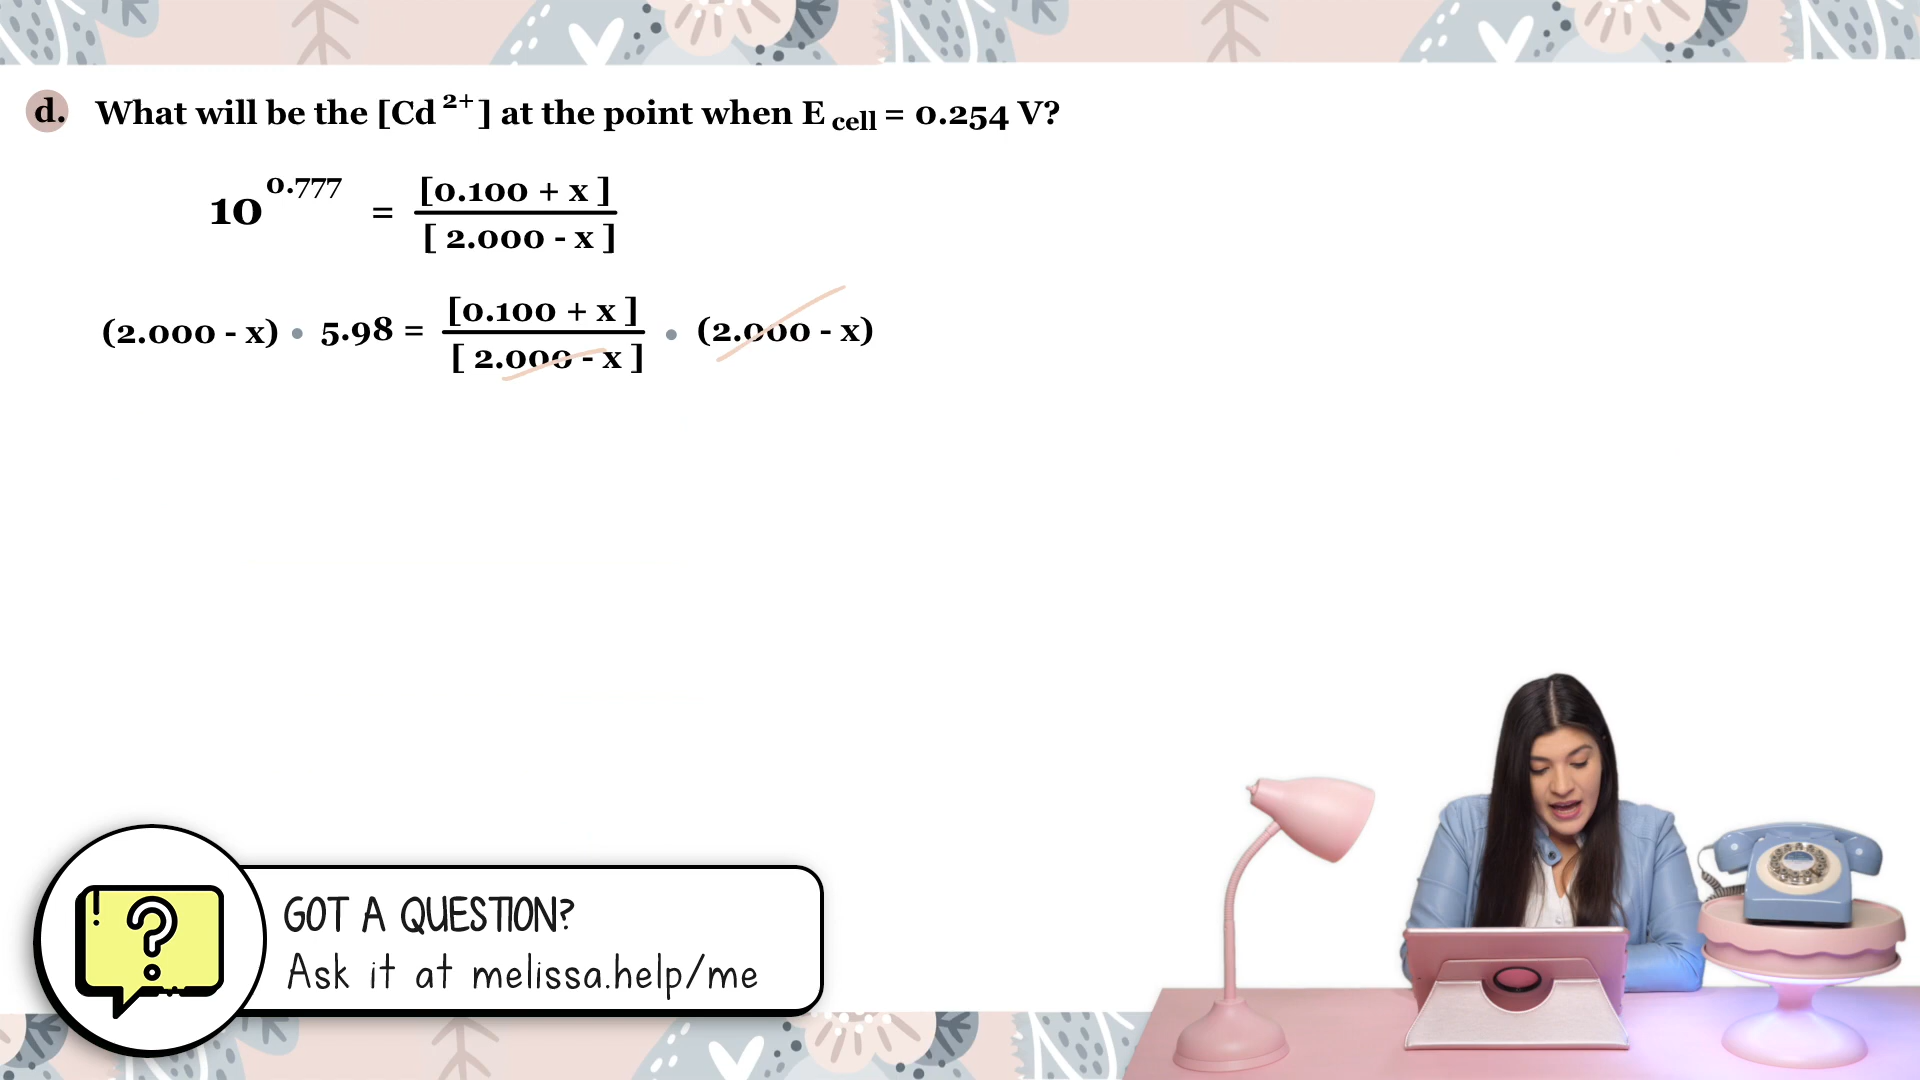 d. What will be the [Cd 2+] at the point when E cell = 0.254 V?
10 0.777 = [0.100 + x ]
[ 2.000 - x ]
(2.000 - x) • 5.98 = [0.100 + x ] • (2.000 - x)
[ 2.000 - x ]
GOT A QUESTION?
Ask it at melissa.help/me